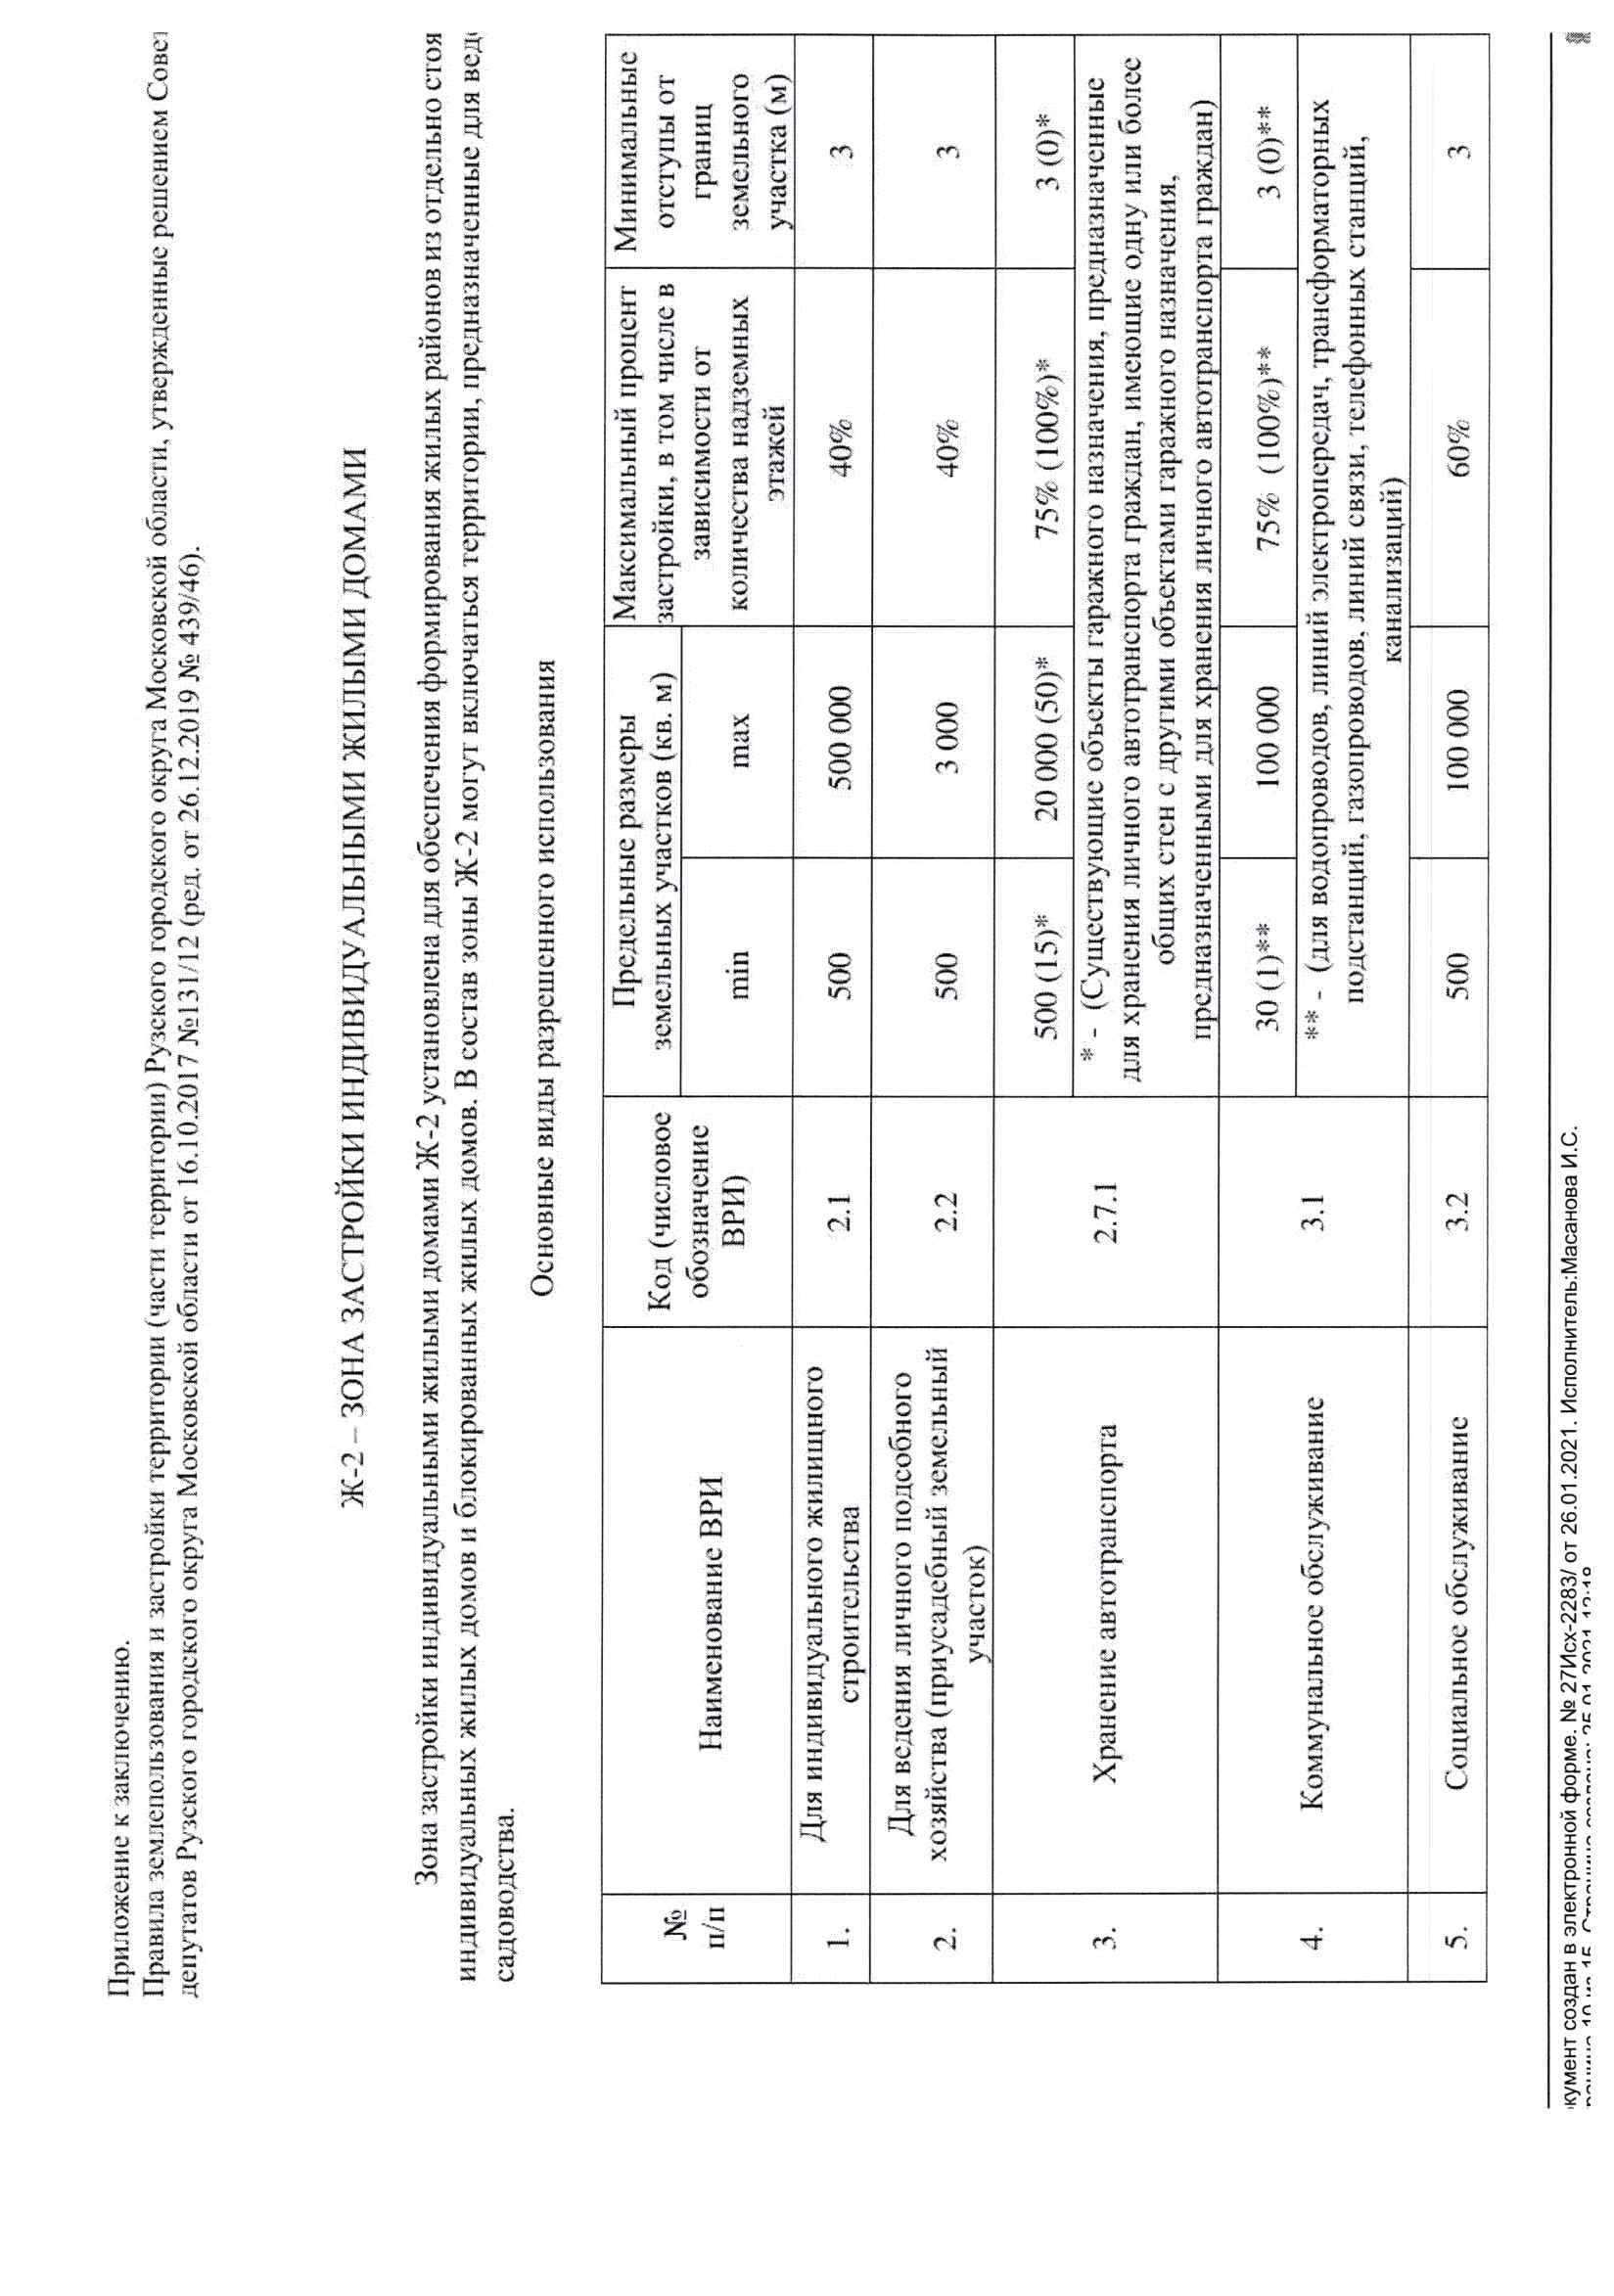 Приложение к заключению.
Правила землепользования и застройки территории (части территории) Рузского городского округа Московской области, утвержденные решением
депутатов Рузского городского округа Московской области от 16.10.2017 №131/12 (ред. от 26.12.2019 № 439/46).
Ж-2 – ЗОНА ЗАСТРОЙКИ ИНДИВИДУАЛЬНЫМИ ЖИЛЫМИ ДОМАМИ
Зона застройки индивидуальными жилыми домами Ж-2 установлена для обеспечения формирования жилых районов из отдельно
индивидуальных жилых домов и блокированных жилых домов. В состав зоны Ж-2 могут включаться территории, предназначенные для
садоводства.
Основные виды разрешенного использования
№
п/п
Наименование ВРИ
Код (числовое
обозначение
ВРИ)
Предельные размеры
земельных участков (кв. м)
min
max
Максимальный процент
застройки, в том числе в
зависимости от
количества надземных
этажей
Минимальные
отступы от
границ
земельного
участка (м)
1.
Для индивидуального жилищного
строительства
2.1
500
500 000
40%
3
2.
Для ведения личного подсобного
хозяйства (приусадебный земельный
участок)
2.2
500
3 000
40%
3
3.
Хранение автотранспорта
2.7.1
500 (15)*
20 000 (50)*
75% (100%)*
3 (0)*
* - (Существующие объекты гаражного назначения, предназначенные
для хранения личного автотранспорта граждан, имеющие одну или более
общих стен с другими объектами гаражного назначения,
предназначенными для хранения личного автотранспорта граждан)
4.
Коммунальное обслуживание
3.1
30 (1)**
100 000
75% (100%)**
3 (0)**
** - (для водопроводов, линий электропередач, трансформаторных
подстанций, газопроводов, линий связи, телефонных станций,
канализаций)
5.
Социальное обслуживание
3.2
500
100 000
60%
3
создан в электронной форме. № 27Исх-2283/ от 26.01.2021. Исполнитель:Масанова И.С.